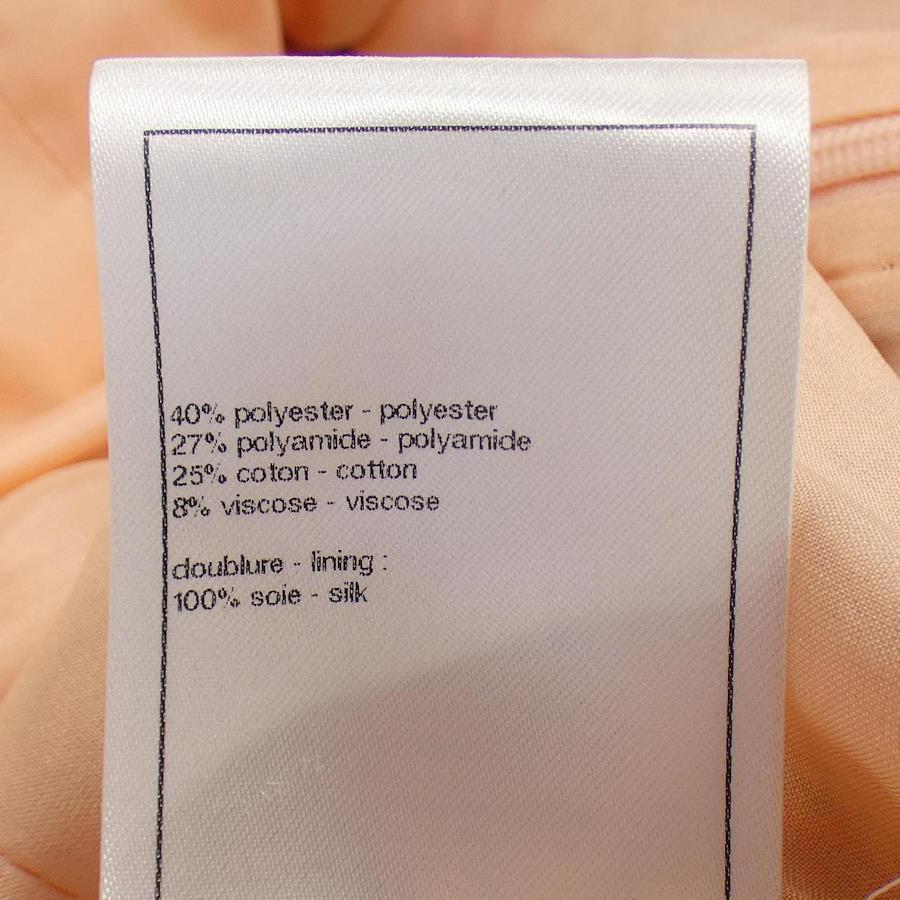 40% polyester - polyester
27% polyamide - polyamide
25% coton - cotton
8% viscose - viscose
doublure - lining :
100% soie - silk